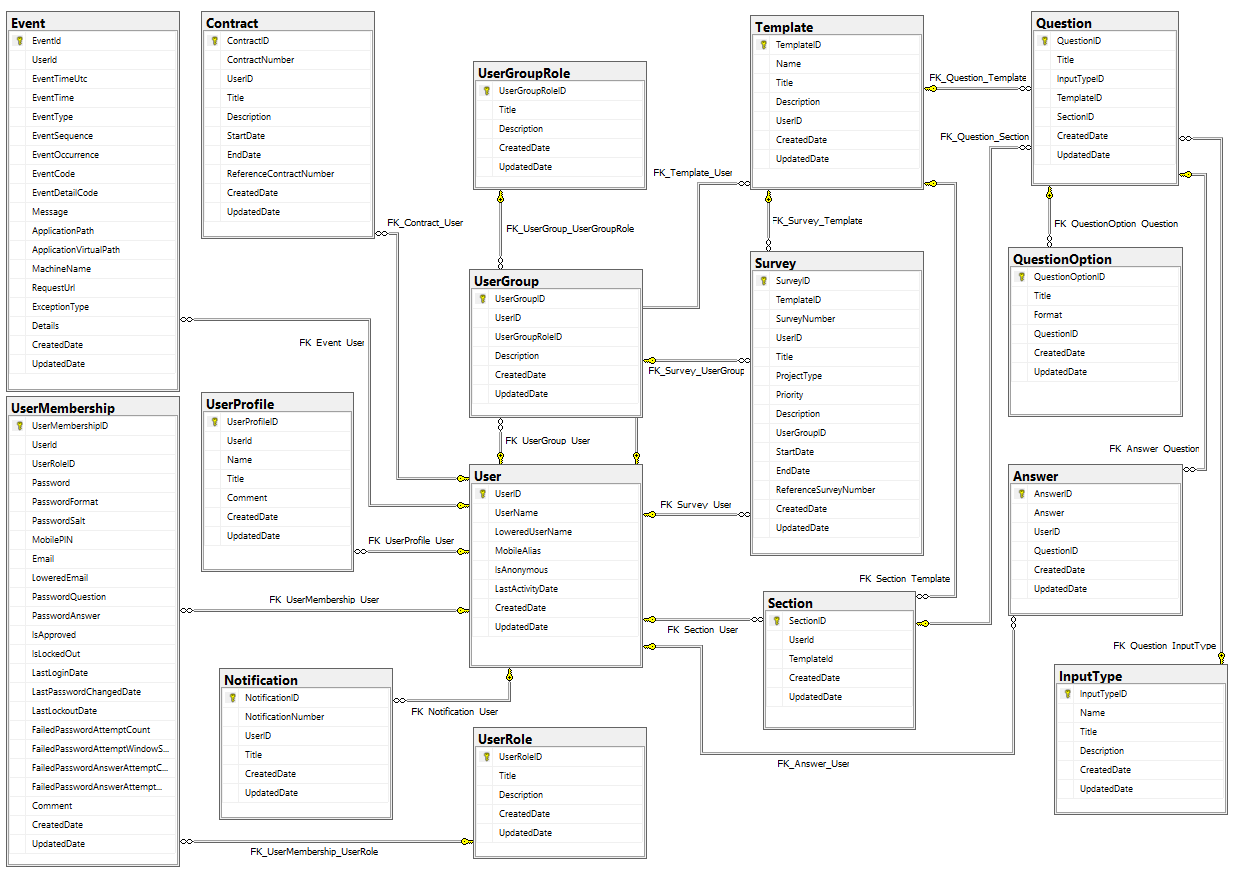 Event
EventId
UserId
EventTimeUtc
EventTime
EventType
EventSequence
EventOccurrence
EventCode
EventDetailCode
Message
ApplicationPath
ApplicationVirtualPath
MachineName
RequestUrl
ExceptionType
Details
CreatedDate
UpdatedDate
Contract
ContractID
ContractNumber
UserID
Title
Description
StartDate
EndDate
ReferenceContractNumber
CreatedDate
UpdatedDate
FK_Contract_User
FK_Event_User
UserGroupRole
UserGroupRoleID
Title
Description
CreatedDate
UpdatedDate
FK_UserGroup_UserGroupRole
UserGroup
UserGroupID
UserID
UserGroupRoleID
Description
CreatedDate
UpdatedDate
FK_UserGroup_User
Template
TemplateID
Name
Title
Description
UserID
CreatedDate
UpdatedDate
FK_Template_User
FK_Survey_Template
FK_Question_Template
FK_Question_Section
Question
QuestionID
Title
InputTypeID
TemplateID
SectionID
CreatedDate
UpdatedDate
FK_QuestionOption_Question
QuestionOption
QuestionOptionID
Title
Format
QuestionID
CreatedDate
UpdatedDate
Survey
SurveyID
TemplateID
SurveyNumber
UserID
Title
ProjectType
Priority
Description
UserGroupID
StartDate
EndDate
ReferenceSurveyNumber
CreatedDate
UpdatedDate
FK_Survey_UserGroup
FK_Survey_User
UserMembership
UserMembershipID
UserId
UserRoleID
Password
PasswordFormat
PasswordSalt
MobilePIN
Email
LoweredEmail
PasswordQuestion
PasswordAnswer
IsApproved
IsLockedOut
LastLoginDate
LastPasswordChangedDate
LastLockoutDate
FailedPasswordAttemptCount
FailedPasswordAttemptWindowS...
FailedPasswordAnswerAttemptC...
FailedPasswordAnswerAttempt...
Comment
CreatedDate
UpdatedDate
UserProfile
UserProfileID
UserId
Name
Title
Comment
CreatedDate
UpdatedDate
FK_UserProfile_User
FK_UserMembership_User
User
UserID
UserName
LoweredUserName
MobileAlias
IsAnonymous
LastActivityDate
CreatedDate
UpdatedDate
FK_Answer_Question
Answer
AnswerID
Answer
UserID
QuestionID
CreatedDate
UpdatedDate
FK_Section_Template
FK_Section_User
Section
SectionID
UserId
TemplateId
CreatedDate
UpdatedDate
FK_Question_InputType
InputType
InputTypeID
Name
Title
Description
CreatedDate
UpdatedDate
Notification
NotificationID
NotificationNumber
UserID
Title
CreatedDate
UpdatedDate
FK_Notification_User
UserRole
UserRoleID
Title
Description
CreatedDate
UpdatedDate
FK_Answer_User
FK_UserMembership_UserRole